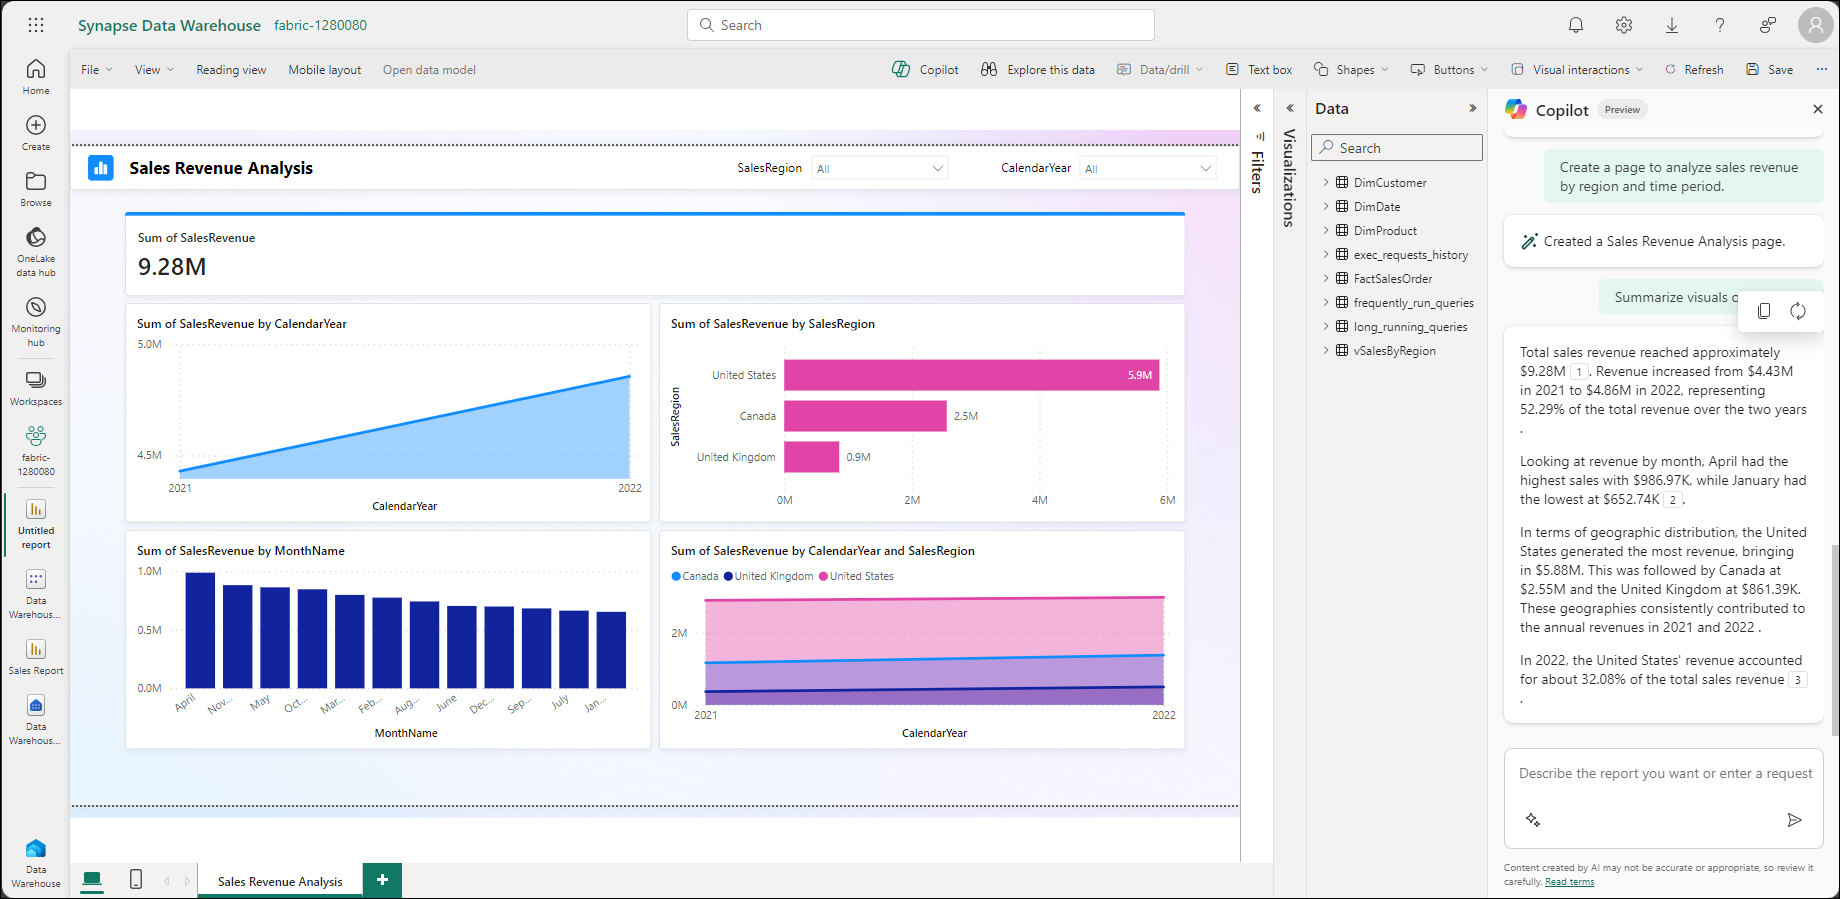 Synapse Data Warehouse fabric-1280080
Search
File View Reading view Mobile layout Open data model
Copilot Explore this data Data/drill Text box Shapes Buttons Visual interactions Refresh Save ...
Home
Create
Browse
OneLake
data hub
Monitoring
hub
Workspaces
fabric-
1280080
Untitled
report
Data
Warehous...
Sales Report
Data
Warehous...
Data
Warehouse
Sales Revenue Analysis
SalesRegion All
CalendarYear All
Sum of SalesRevenue
9.28M
Sum of SalesRevenue by CalendarYear
5.0M
4.5M
2021 2022
CalendarYear
Sum of SalesRevenue by SalesRegion
SalesRegion
United States 5.9M
Canada 2.5M
United Kingdom 0.9M
0M 2M 4M 6M
Sum of SalesRevenue by MonthName
1.0M
0.5M
0.0M
April Nov... May Oct... Mar... Feb... Aug... June Dec... Sep... July Jan...
MonthName
Sum of SalesRevenue by CalendarYear and SalesRegion
Canada United Kingdom United States
2M
0M
2021 2022
CalendarYear
Sales Revenue Analysis
Filters
Visualizations
Data
Search
DimCustomer
DimDate
DimProduct
exec_requests_history
FactSalesOrder
frequently_run_queries
long_running_queries
vSalesByRegion
Copilot Preview
Create a page to analyze sales revenue
by region and time period.
Created a Sales Revenue Analysis page.
Summarize visuals
Total sales revenue reached approximately
$9.28M 1 . Revenue increased from $4.43M
in 2021 to $4.86M in 2022, representing
52.29% of the total revenue over the two years
.
Looking at revenue by month, April had the
highest sales with $986.97K, while January had
the lowest at $652.74K 2 .
In terms of geographic distribution, the United
States generated the most revenue, bringing
in $5.88M. This was followed by Canada at
$2.55M and the United Kingdom at $861.39K.
These geographies consistently contributed to
the annual revenues in 2021 and 2022 .
In 2022, the United States' revenue accounted
for about 32.08% of the total sales revenue 3
.
Describe the report you want or enter a request
Content created by AI may not be accurate or appropriate, so review it
carefully. Read terms